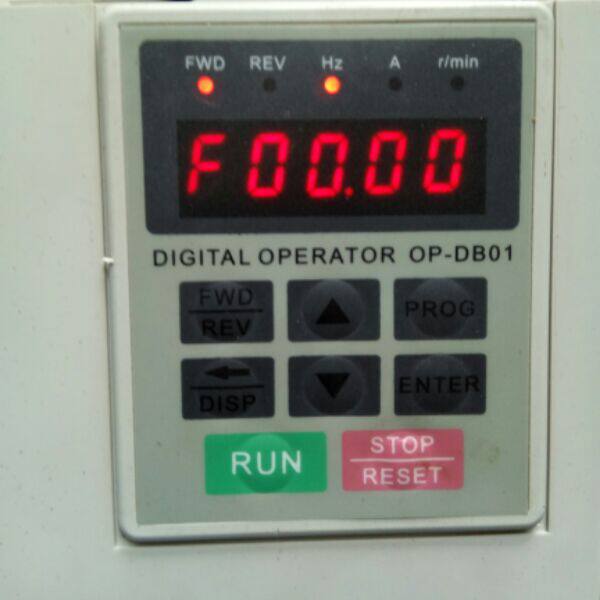 FWD REV Hz A r/min
F00.00
DIGITAL OPERATOR OP-DB01
FWD
REV
PROG
DISP
ENTER
RUN
STOP
RESET